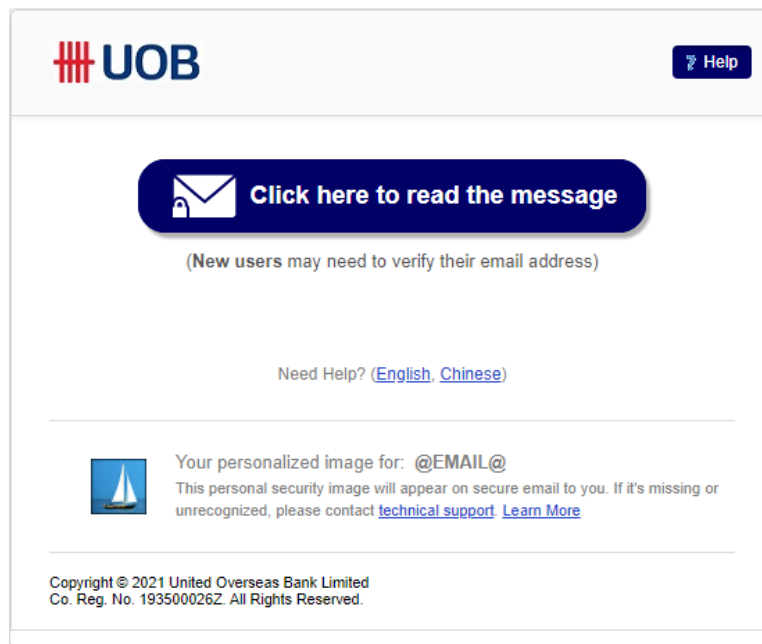 UOB
Help
Click here to read the message
(New users may need to verify their email address)
Need Help? (English, Chinese)
Your personalized image for: @EMAIL@
This personal security image will appear on secure email to you. If it's missing or
unrecognized, please contact technical support. Learn More
Copyright © 2021 United Overseas Bank Limited
Co. Reg. No. 193500026Z. All Rights Reserved.